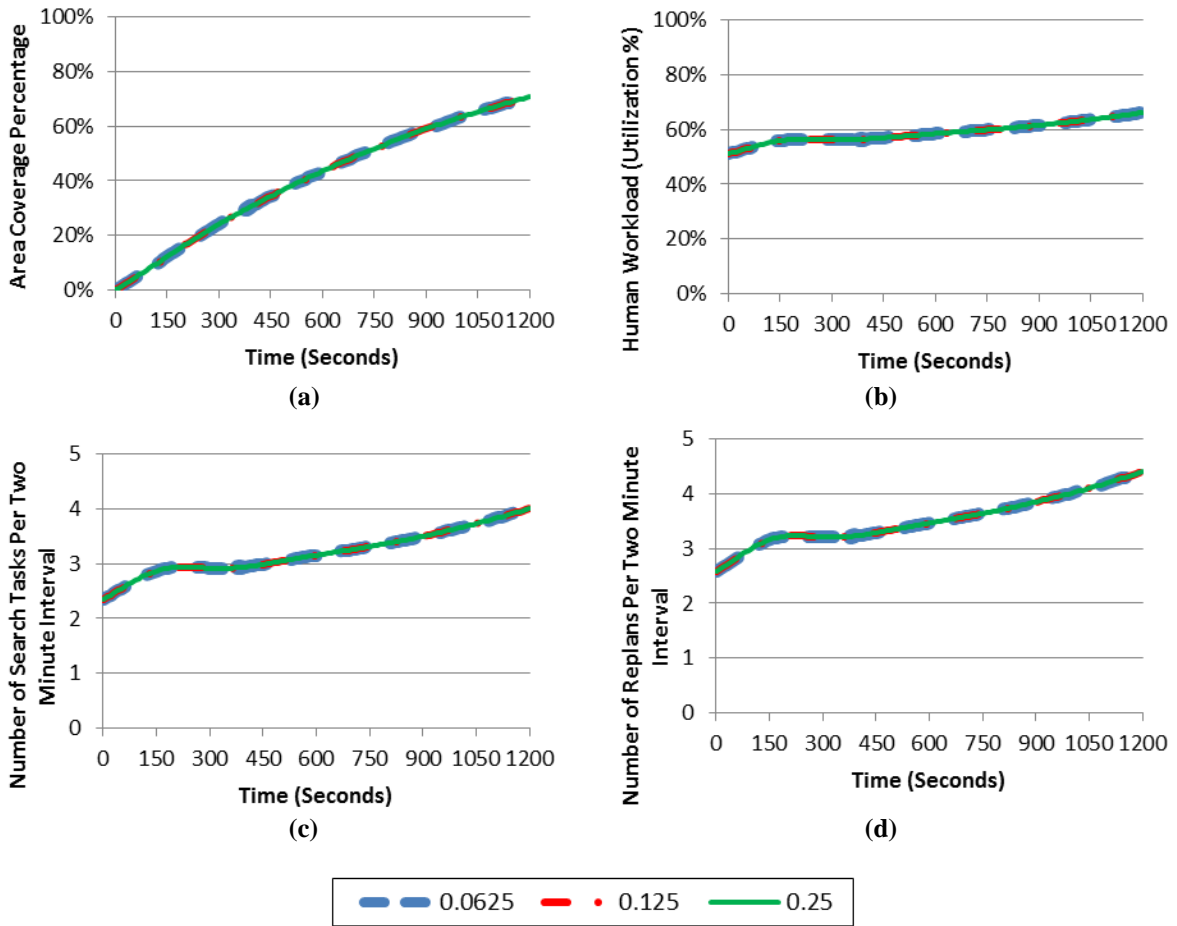 Area Coverage Percentage
100%
80%
60%
40%
20%
0%
0 150 300 450 600 750 900 1050 1200
Time (Seconds)
(a)
Human Workload (Utilization %)
100%
80%
60%
40%
20%
0%
0 150 300 450 600 750 900 1050 1200
Time (Seconds)
(b)
Number of Search Tasks Per Two
Minute Interval
5
4
3
2
1
0
0 150 300 450 600 750 900 1050 1200
Time (Seconds)
(c)
Number of Replans Per Two Minute
Interval
5
4
3
2
1
0
0 150 300 450 600 750 900 1050 1200
Time (Seconds)
(d)
0.0625 0.125 0.25